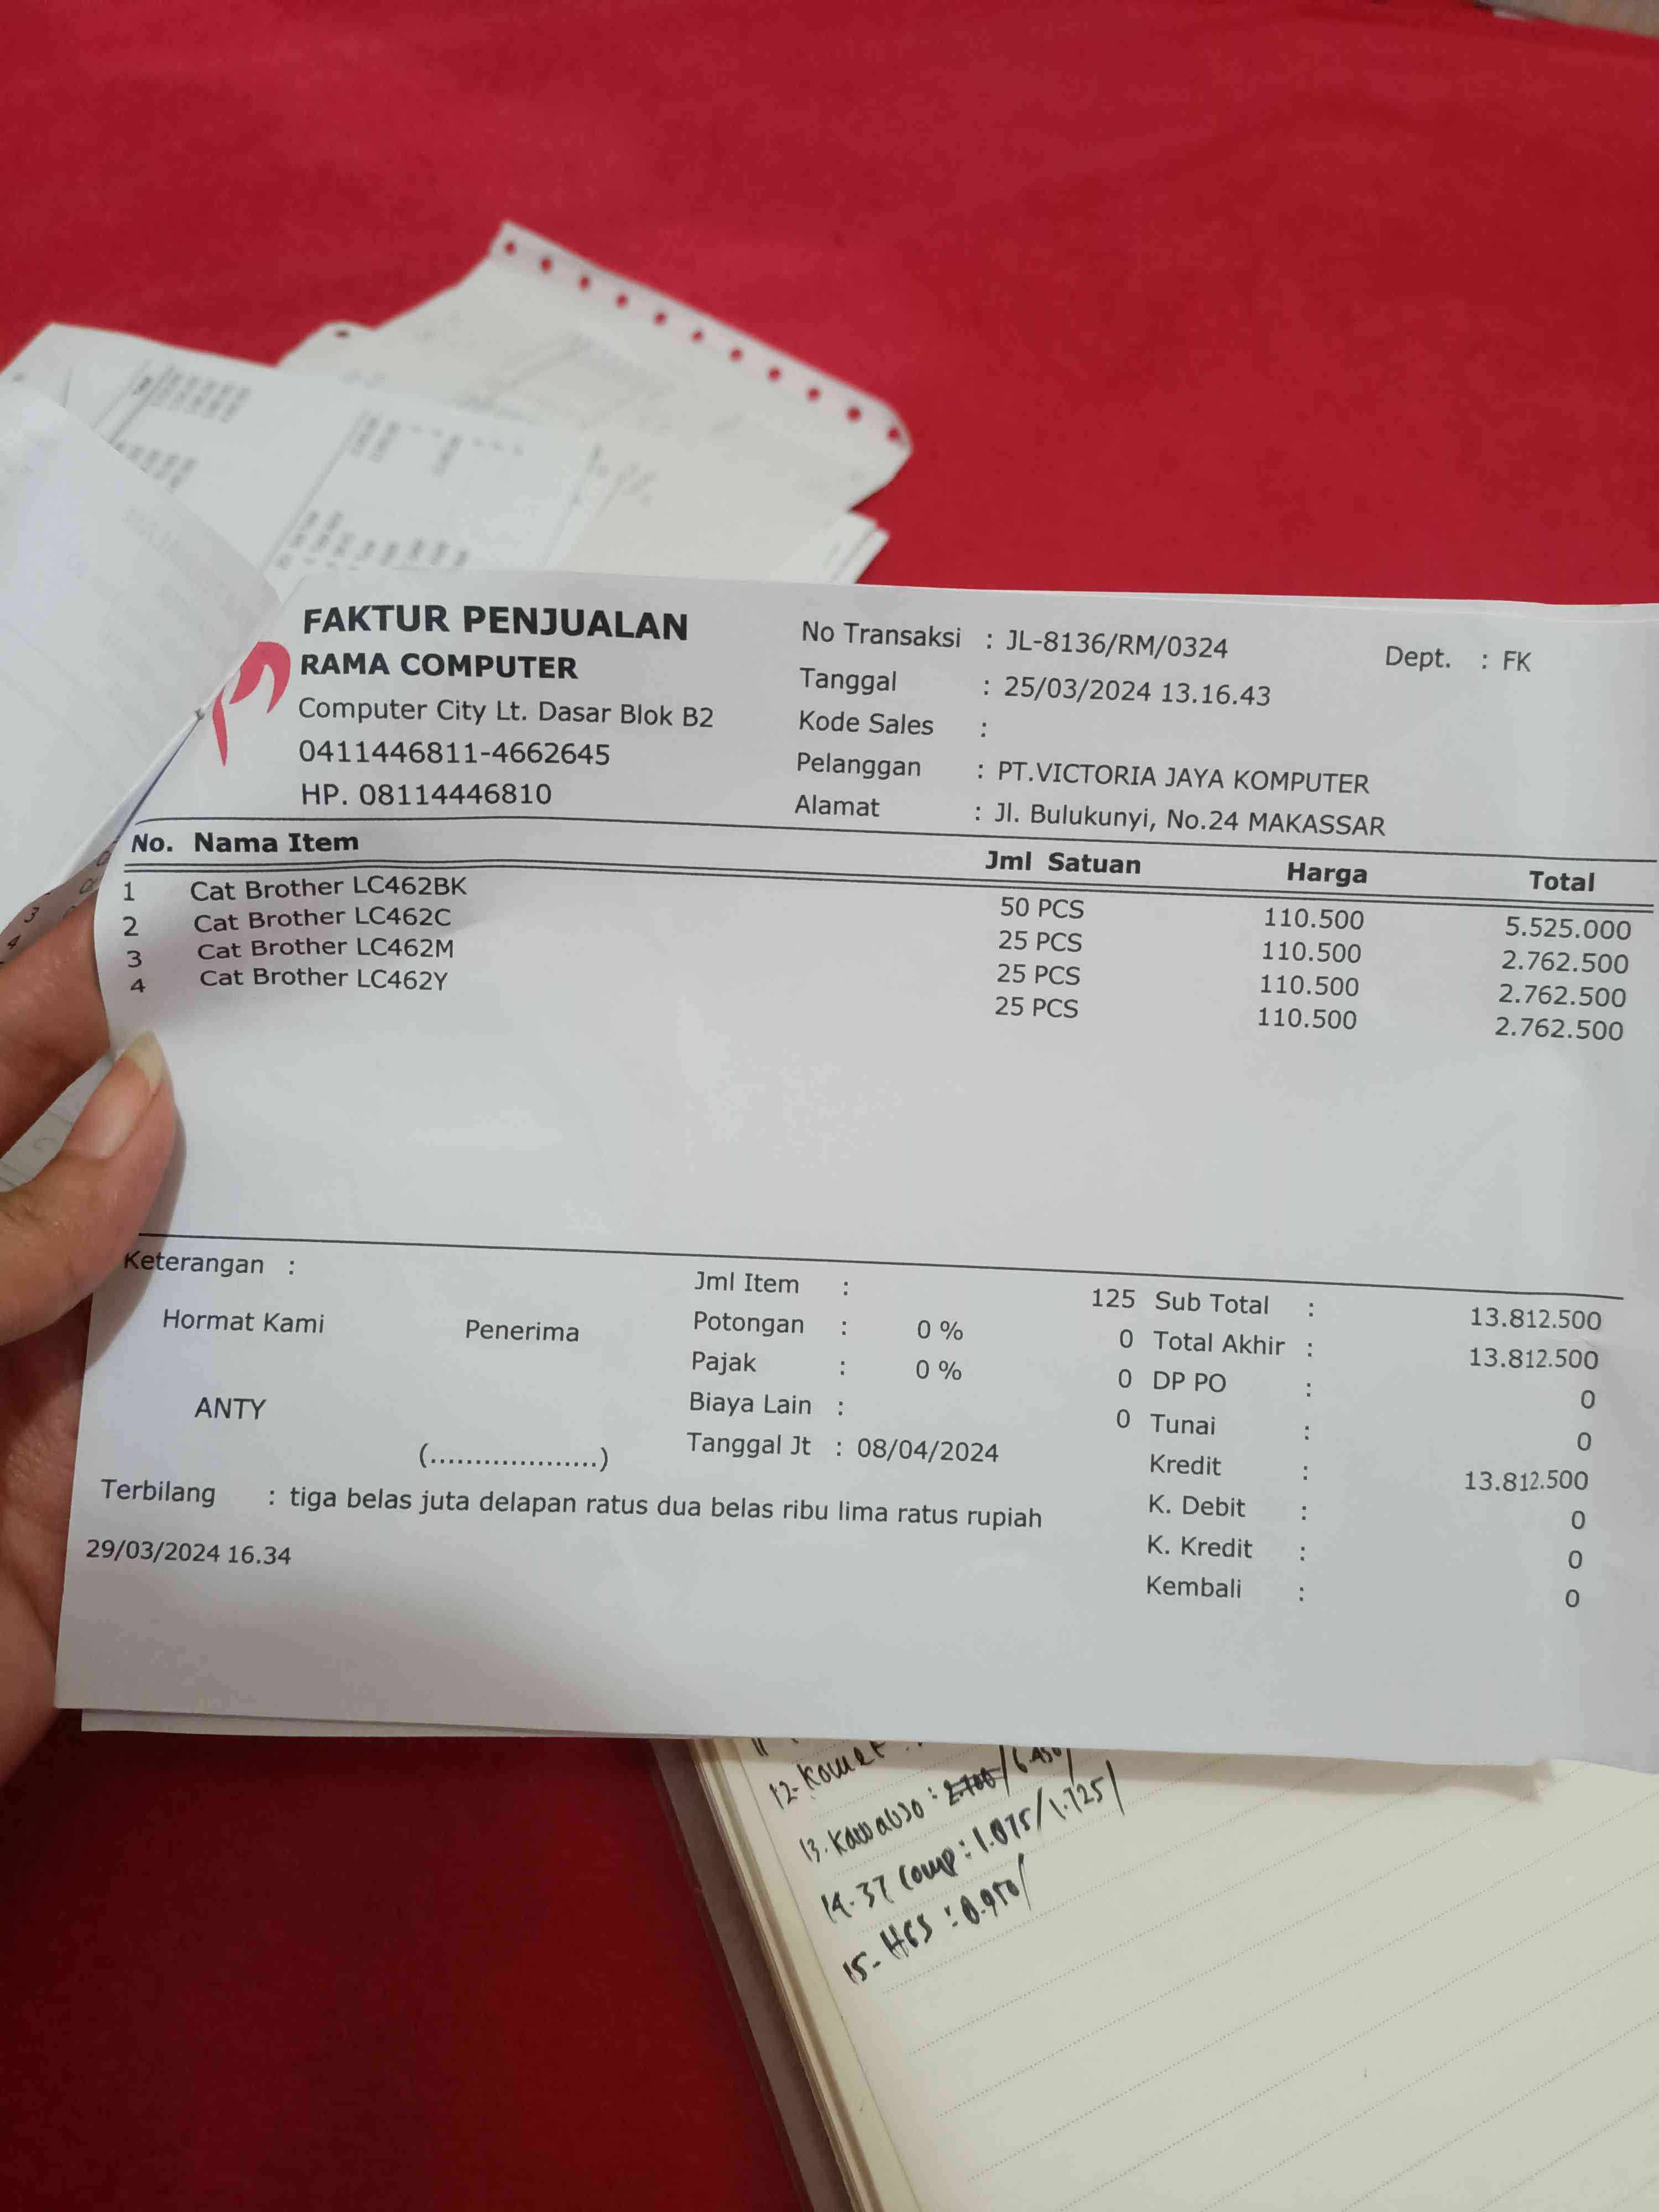 FAKTUR PENJUALAN
RAMA COMPUTER
Computer City Lt. Dasar Blok B2
0411446811-4662645
HP. 08114446810
No Transaksi : JL-8136/RM/0324
Dept. : FK
Tanggal : 25/03/2024 13.16.43
Kode Sales :
Pelanggan : PT.VICTORIA JAYA KOMPUTER
Alamat : Jl. Bulukunyi, No.24 MAKASSAR
No. Nama Item Jml Satuan Harga Total
1 Cat Brother LC462BK 50 PCS 110.500 5.525.000
2 Cat Brother LC462C 25 PCS 110.500 2.762.500
3 Cat Brother LC462M 25 PCS 110.500 2.762.500
4 Cat Brother LC462Y 25 PCS 110.500 2.762.500
Keterangan :
Hormat Kami Penerima
ANTY
(...................)
Jml Item : 125
Potongan : 0 % 0
Pajak : 0 % 0
Biaya Lain : 0
Tanggal Jt : 08/04/2024
Sub Total : 13.812.500
Total Akhir : 13.812.500
DP PO : 0
Tunai : 0
Kredit : 13.812.500
K. Debit : 0
K. Kredit : 0
Kembali : 0
Terbilang : tiga belas juta delapan ratus dua belas ribu lima ratus rupiah
29/03/2024 16.34
12. Komet
13. Kawauso : 6.450/
14. 37 Comp : 1.075/1.725/
15. HCS : 0.950/